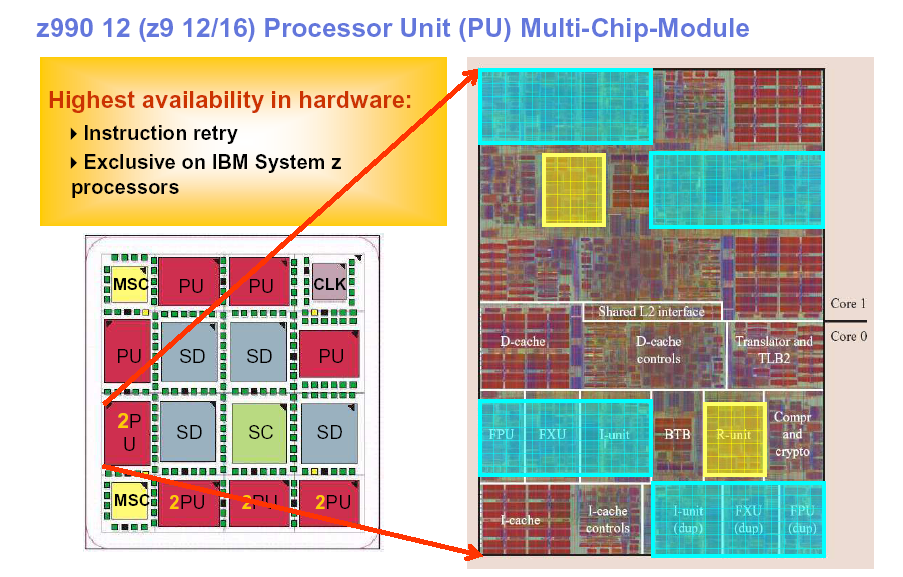 z990 12 (z9 12/16) Processor Unit (PU) Multi-Chip-Module
Highest availability in hardware:
Instruction retry
Exclusive on IBM System z
processors
MSC
PU
PU
CLK
PU
SD
SD
PU
2P
U
SD
SC
SD
MSC
2PU
2PU
2PU
Core 1
Core 0
Shared L2 interface
D-cache
D-cache
controls
Translator and
TLB2
FPU
FXU
I-unit
BTB
R-unit
Compr
and
crypto
I-cache
I-cache
controls
I-unit
(dup)
FXU
(dup)
FPU
(dup)